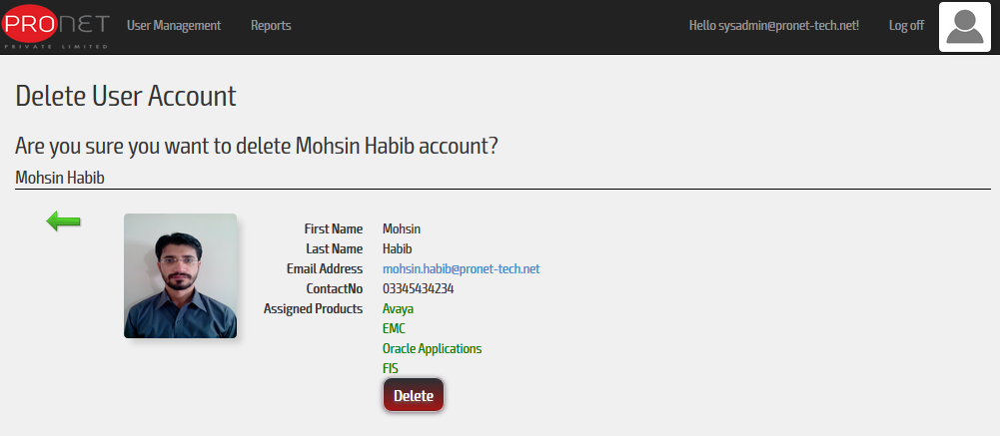 PRONET
PRIVATE LIMITED
User Management
Reports
Hello sysadmin@pronet-tech.net!
Log off
Delete User Account
Are you sure you want to delete Mohsin Habib account?
Mohsin Habib
First Name Mohsin
Last Name Habib
Email Address mohsin.habib@pronet-tech.net
ContactNo 03345434234
Assigned Products Avaya
EMC
Oracle Applications
FIS
Delete